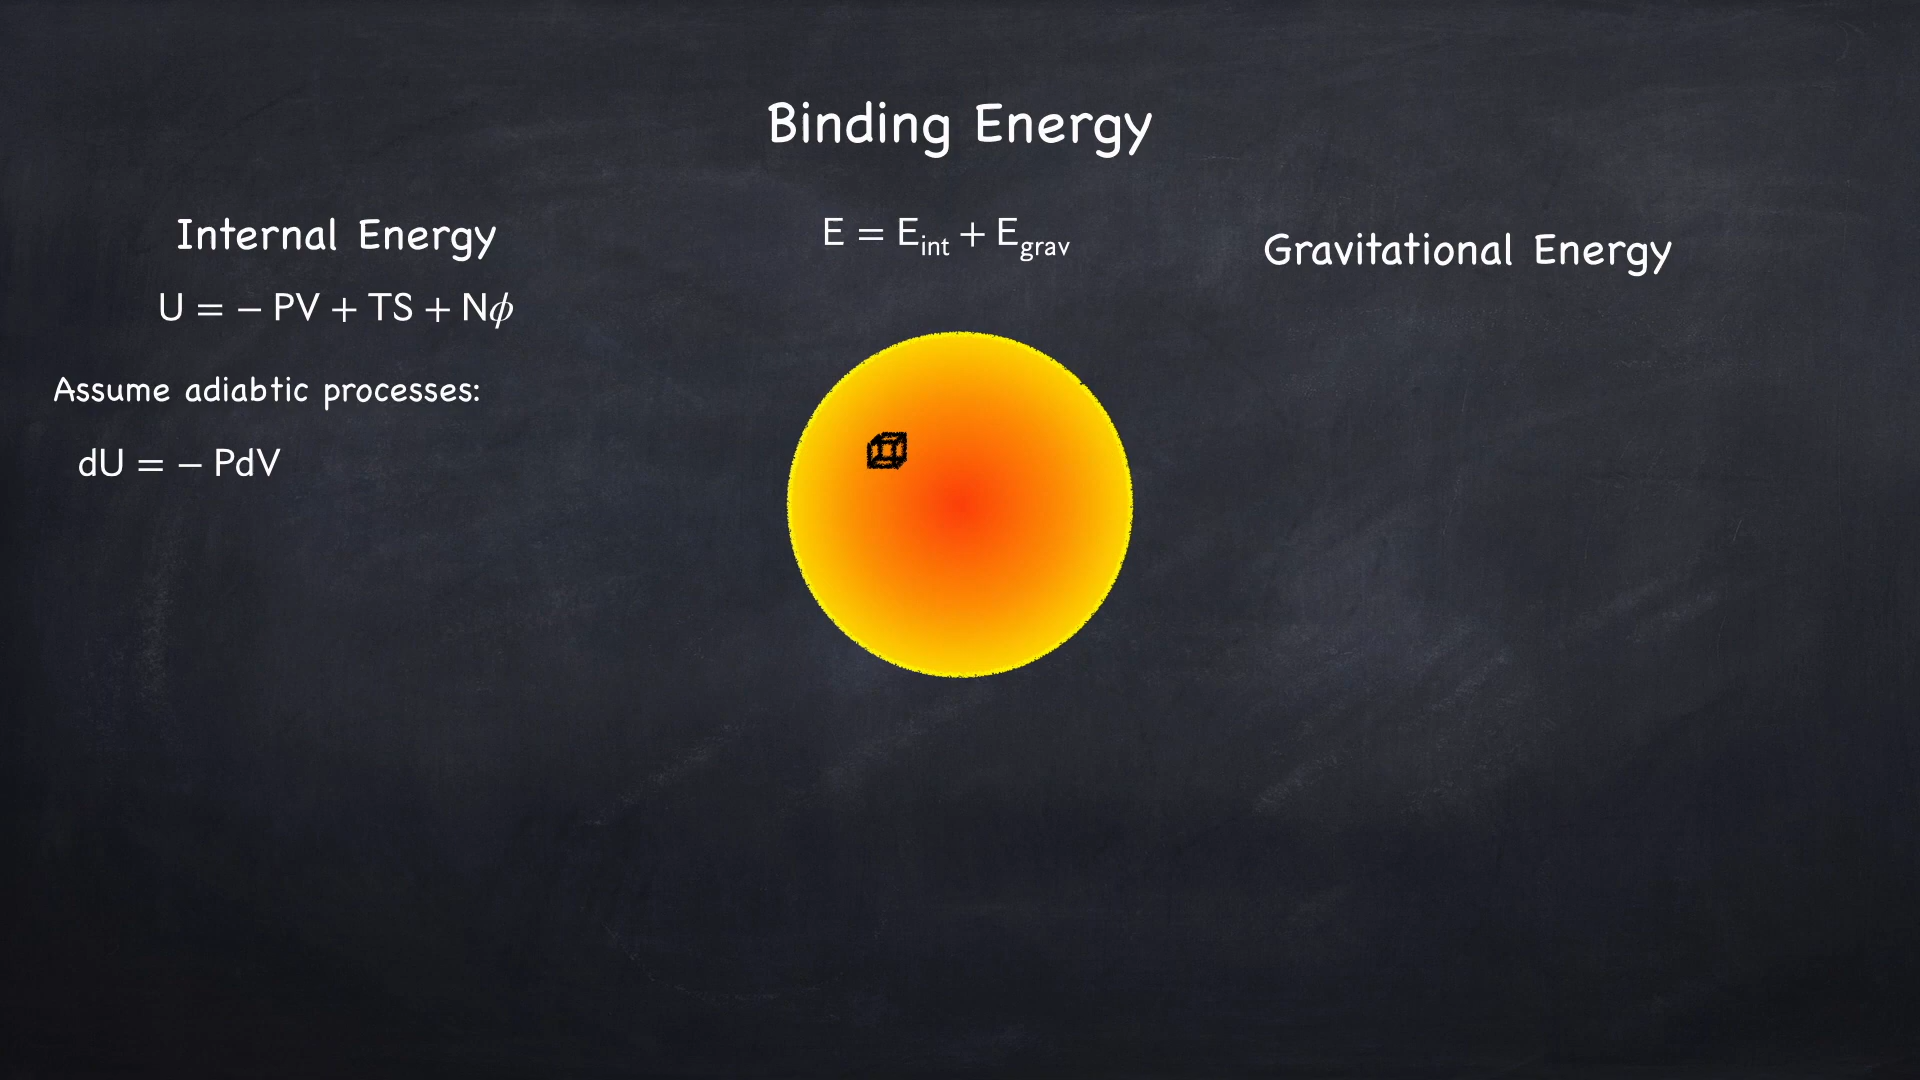 Binding Energy
Internal Energy
U = − PV + TS + Nϕ
Assume adiabtic processes:
dU = − PdV
E = E_int + E_grav
Gravitational Energy